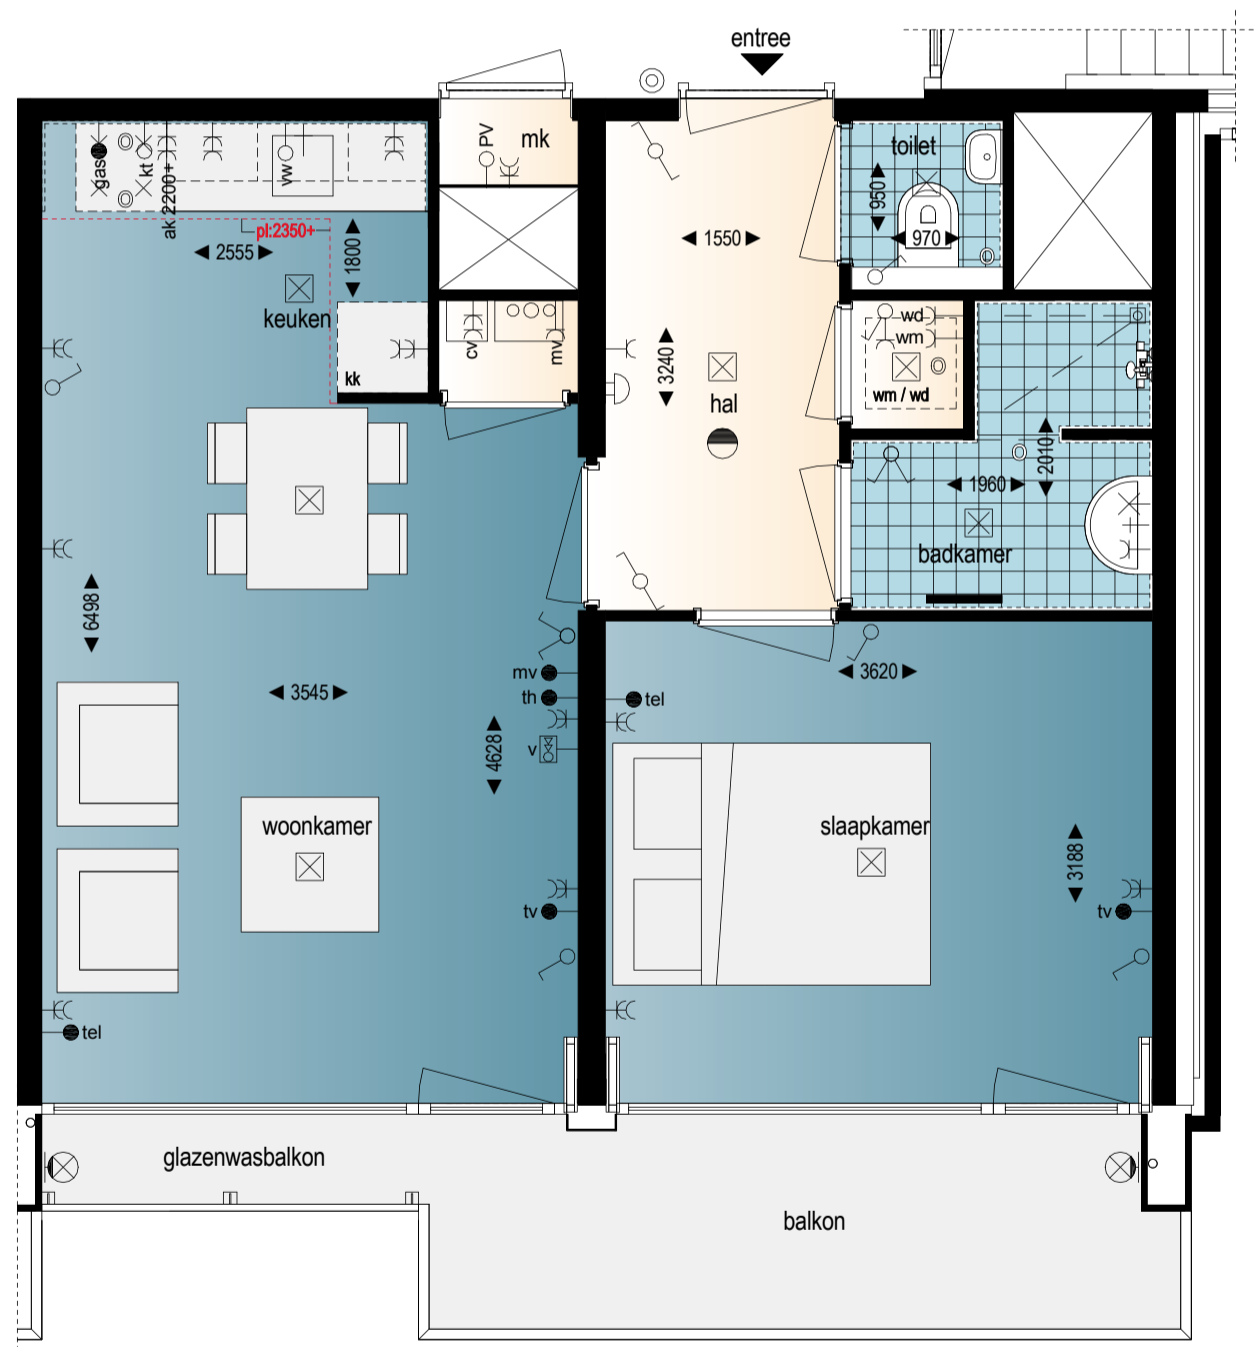 entree
PV
mk
toilet
gas
kt
ak 2200+
vw
950
970
pl:2350+
2555
1800
1550
keuken
cv
mv
wd
wm
3240
kk
wm / wd
hal
2010
1960
badkamer
6498
mv
3620
3545
th
tel
4628
v
woonkamer
slaapkamer
3188
tv
tv
tel
glazenwasbalkon
balkon